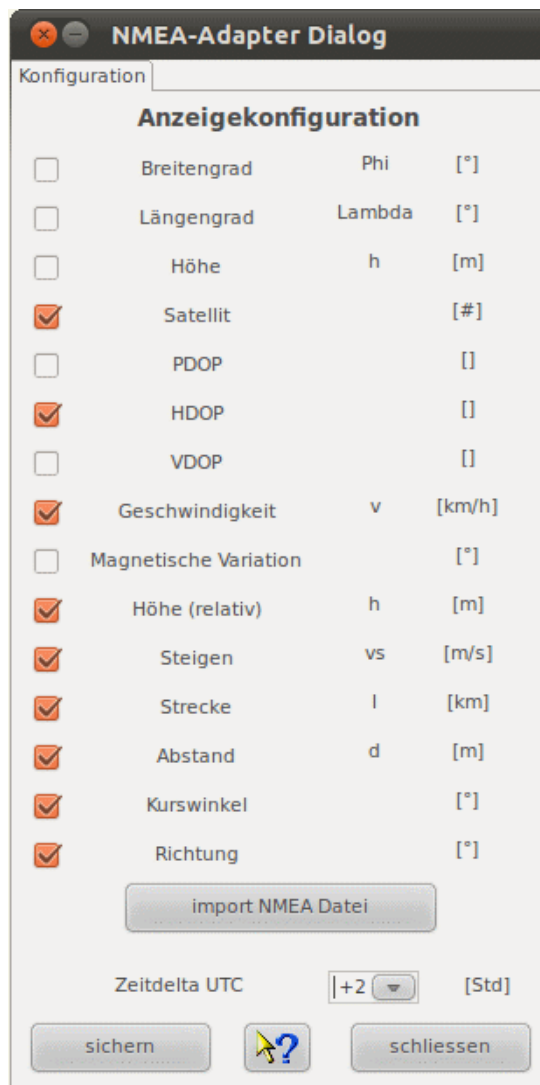 NMEA-Adapter Dialog
Konfiguration
Anzeigekonfiguration
Breitengrad Phi [°]
Längengrad Lambda [°]
Höhe h [m]
Satellit [#]
PDOP []
HDOP []
VDOP []
Geschwindigkeit v [km/h]
Magnetische Variation [°]
Höhe (relativ) h [m]
Steigen vs [m/s]
Strecke l [km]
Abstand d [m]
Kurswinkel [°]
Richtung [°]
import NMEA Datei
Zeitdelta UTC +2 [Std]
sichern ? schliessen